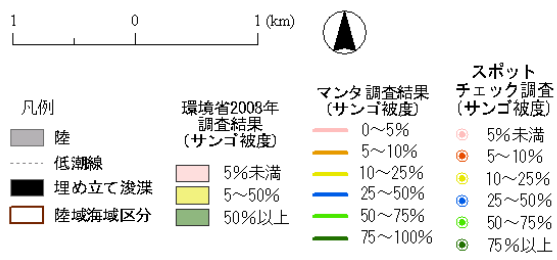 1 0 1 (km)
凡例
陸
低潮線
埋め立て浚渫
陸域海域区分
環境省2008年
調査結果
(サンゴ被度)
5%未満
5～50%
50%以上
マンタ調査結果
(サンゴ被度)
0～5%
5～10%
10～25%
25～50%
50～75%
75～100%
スポット
チェック調査
(サンゴ被度)
5%未満
5～10%
10～25%
25～50%
50～75%
75%以上